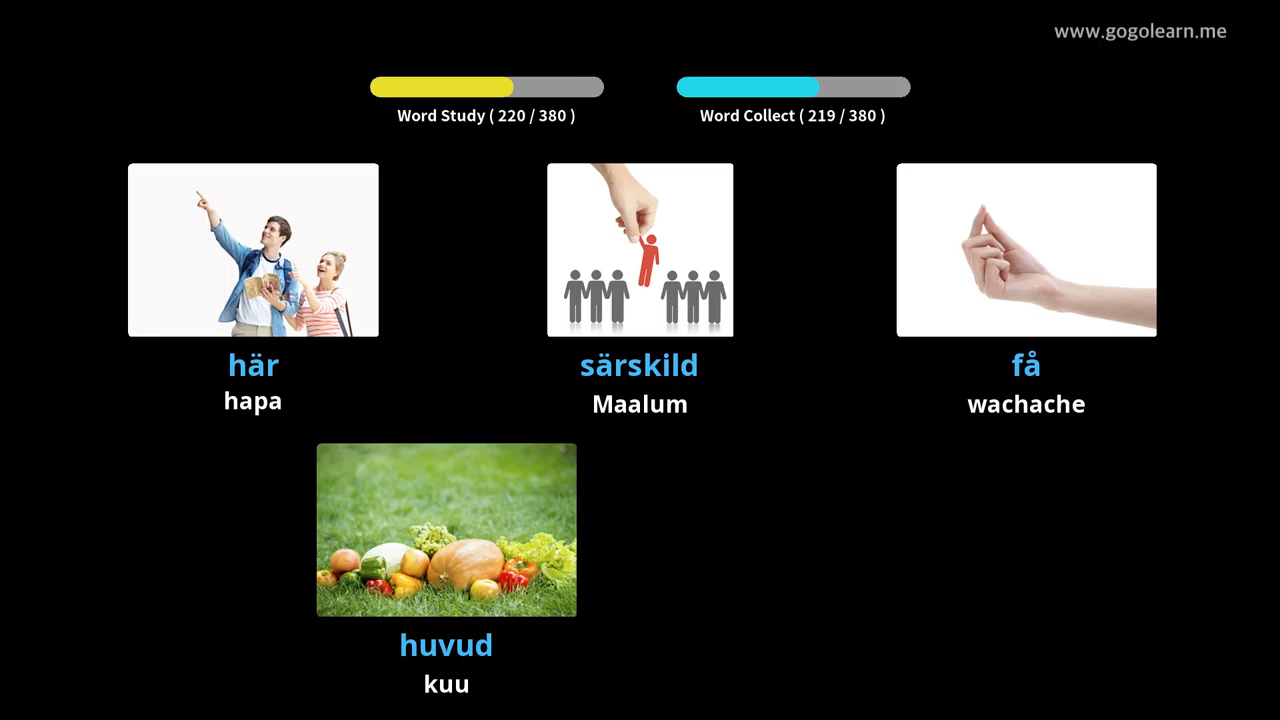 www.gogolearn.me
Word Study ( 220 / 380 )
Word Collect ( 219 / 380 )
här
hapa
särskild
Maalum
få
wachache
huvud
kuu